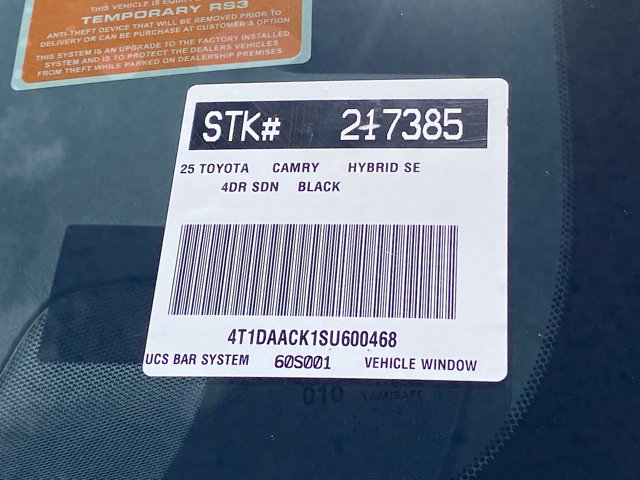 THIS VEHICLE IS EQUIPPED
TEMPORARY RS3
ANTI-THEFT DEVICE THAT WILL BE REMOVED PRIOR TO
DELIVERY OR CAN BE PURCHASE AT CUSTOMER'S OPTION
THIS SYSTEM IS AN UPGRADE TO THE FACTORY INSTALLED
SYSTEM AND IS TO PROTECT THE DEALERS VEHICLES
FROM THEFT WHILE PARKED ON DEALERSHIP PREMISES.
STK# 217385
25 TOYOTA CAMRY HYBRID SE
4DR SDN BLACK
4T1DAACK1SU600468
UCS BAR SYSTEM 60S001 VEHICLE WINDOW
010 LAMISAFE